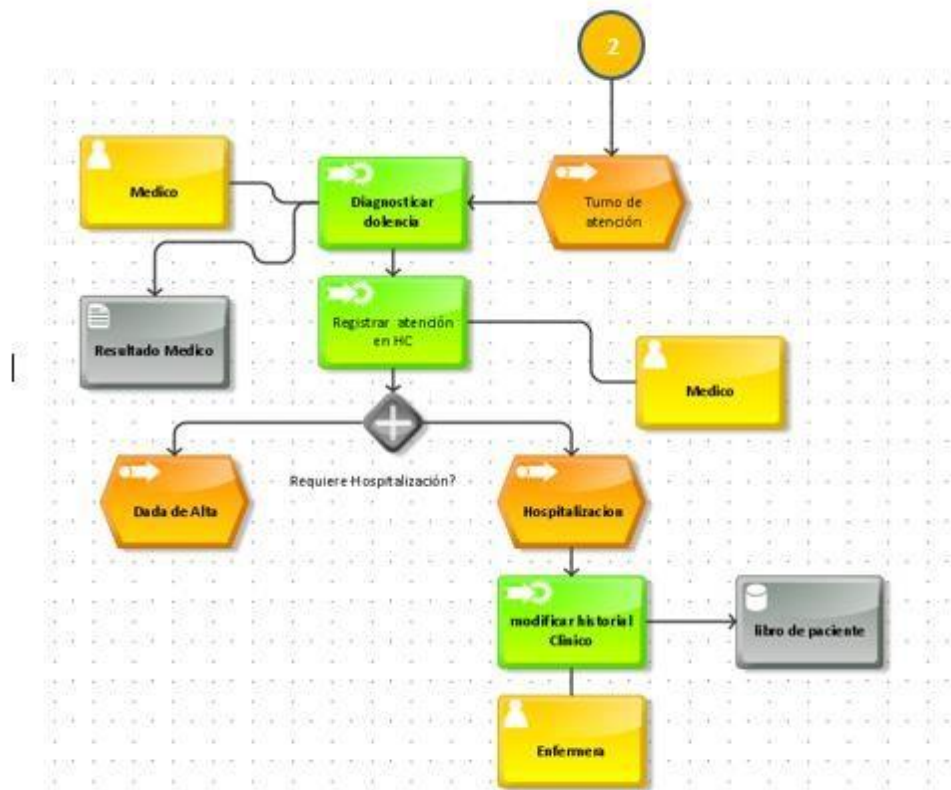 2
Medico
Diagnosticar
dolencia
Turno de
atención
Resultado Medico
Registrar atención
en HC
Medico
Requiere Hospitalización?
Dada de Alta
Hospitalizacion
modificar historial
Clinico
libro de paciente
Enfermera